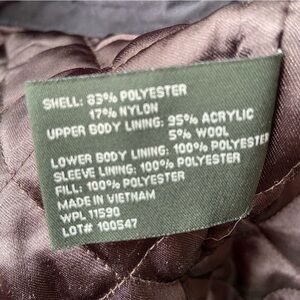 SHELL: 83% POLYESTER
17% NYLON
UPPER BODY LINING: 95% ACRYLIC
5% WOOL
LOWER BODY LINING: 100% POLYESTER
SLEEVE LINING: 100% POLYESTER
FILL: 100% POLYESTER
MADE IN VIETNAM
WPL 11590
LOT# 100547